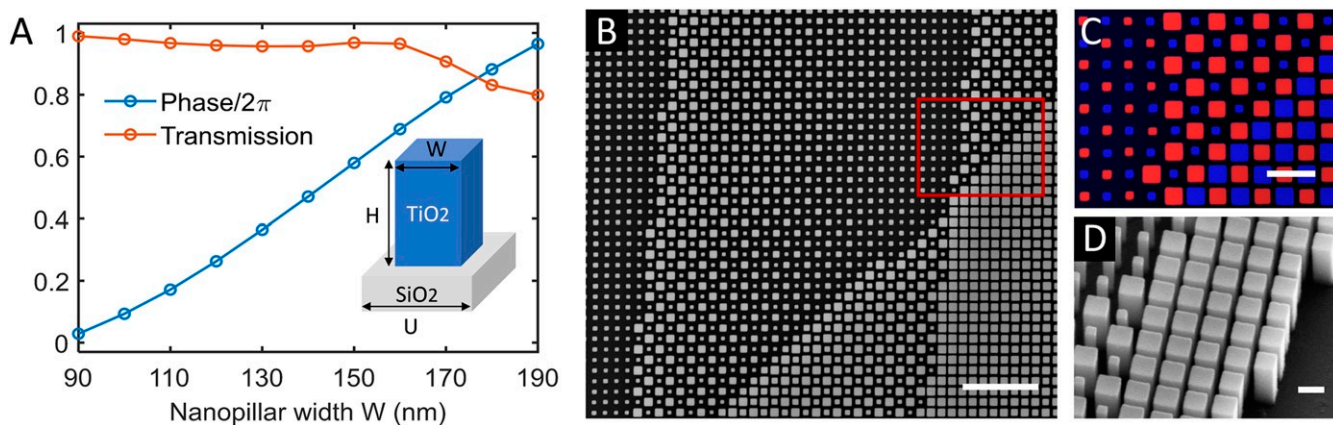 A
1
0.8
0.6
0.4
0.2
0
Phase/2π
Transmission
W
H
TiO2
SiO2
U
90
110
130
150
170
190
Nanopillar width W (nm)
B
C
D